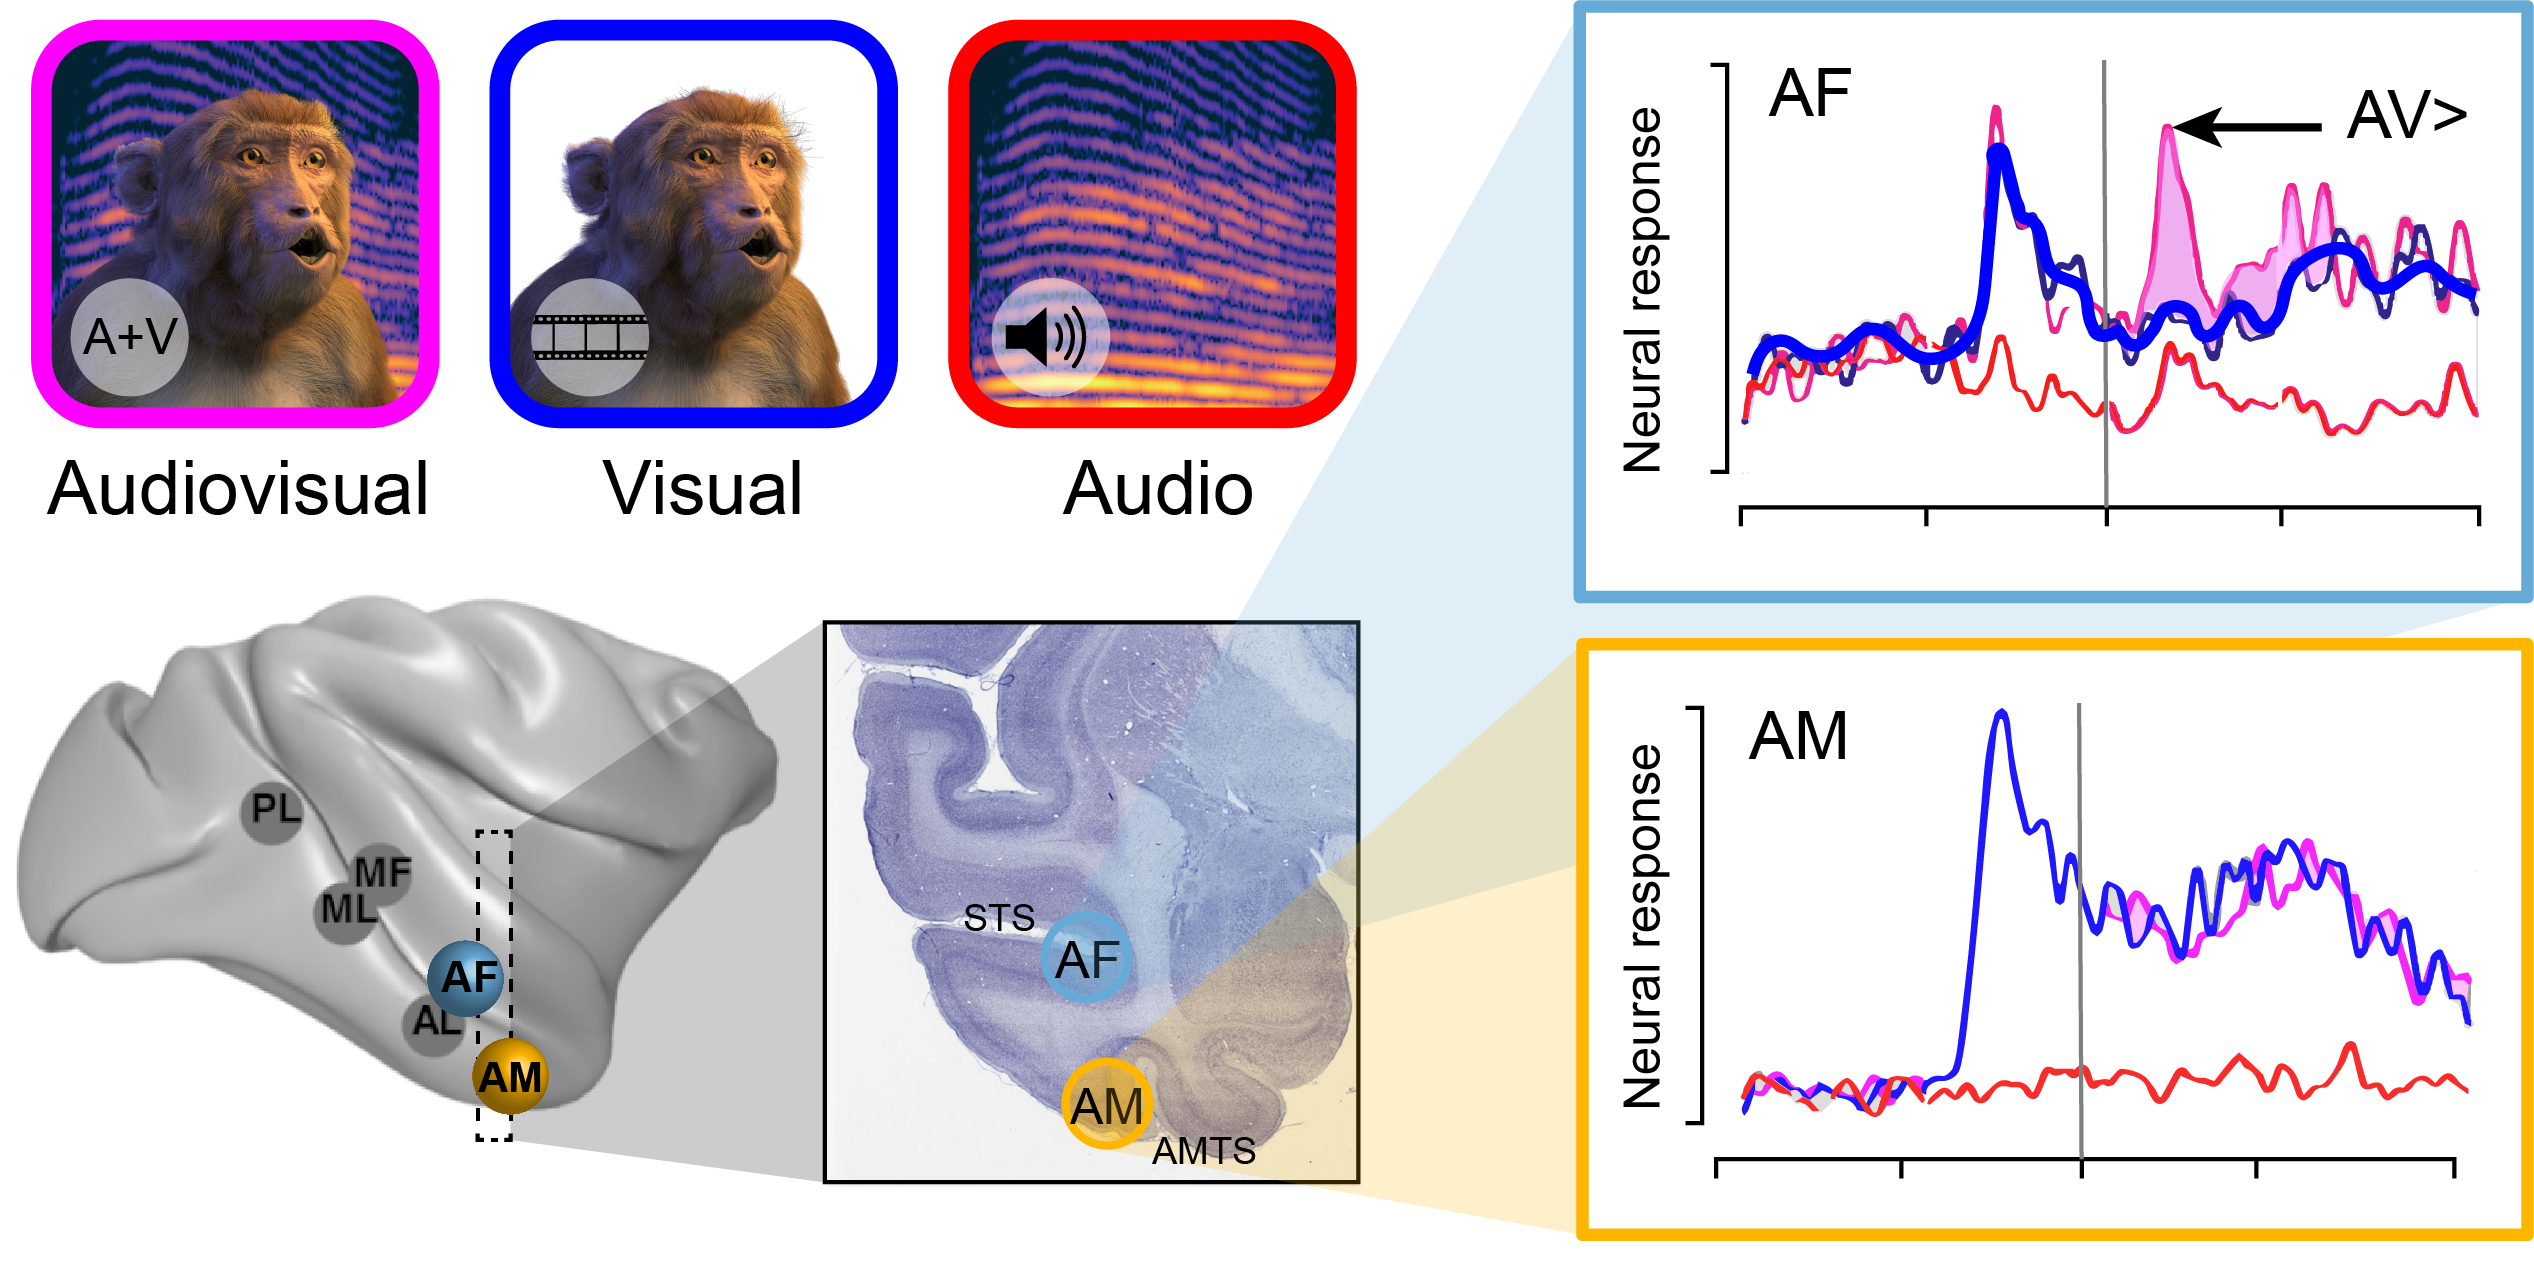 A+V
Audiovisual
Visual
Audio
PL
MF
ML
AF
AL
AM
STS
AF
AM
AMTS
Neural response
AF
AV>
Neural response
AM